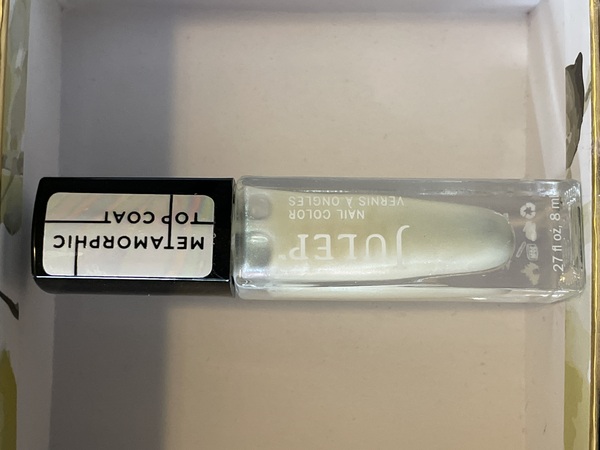 METAMORPHIC
TOP COAT
JULEP
NAIL COLOR
VERNIS À ONGLES
.27 fl oz, 8 ml